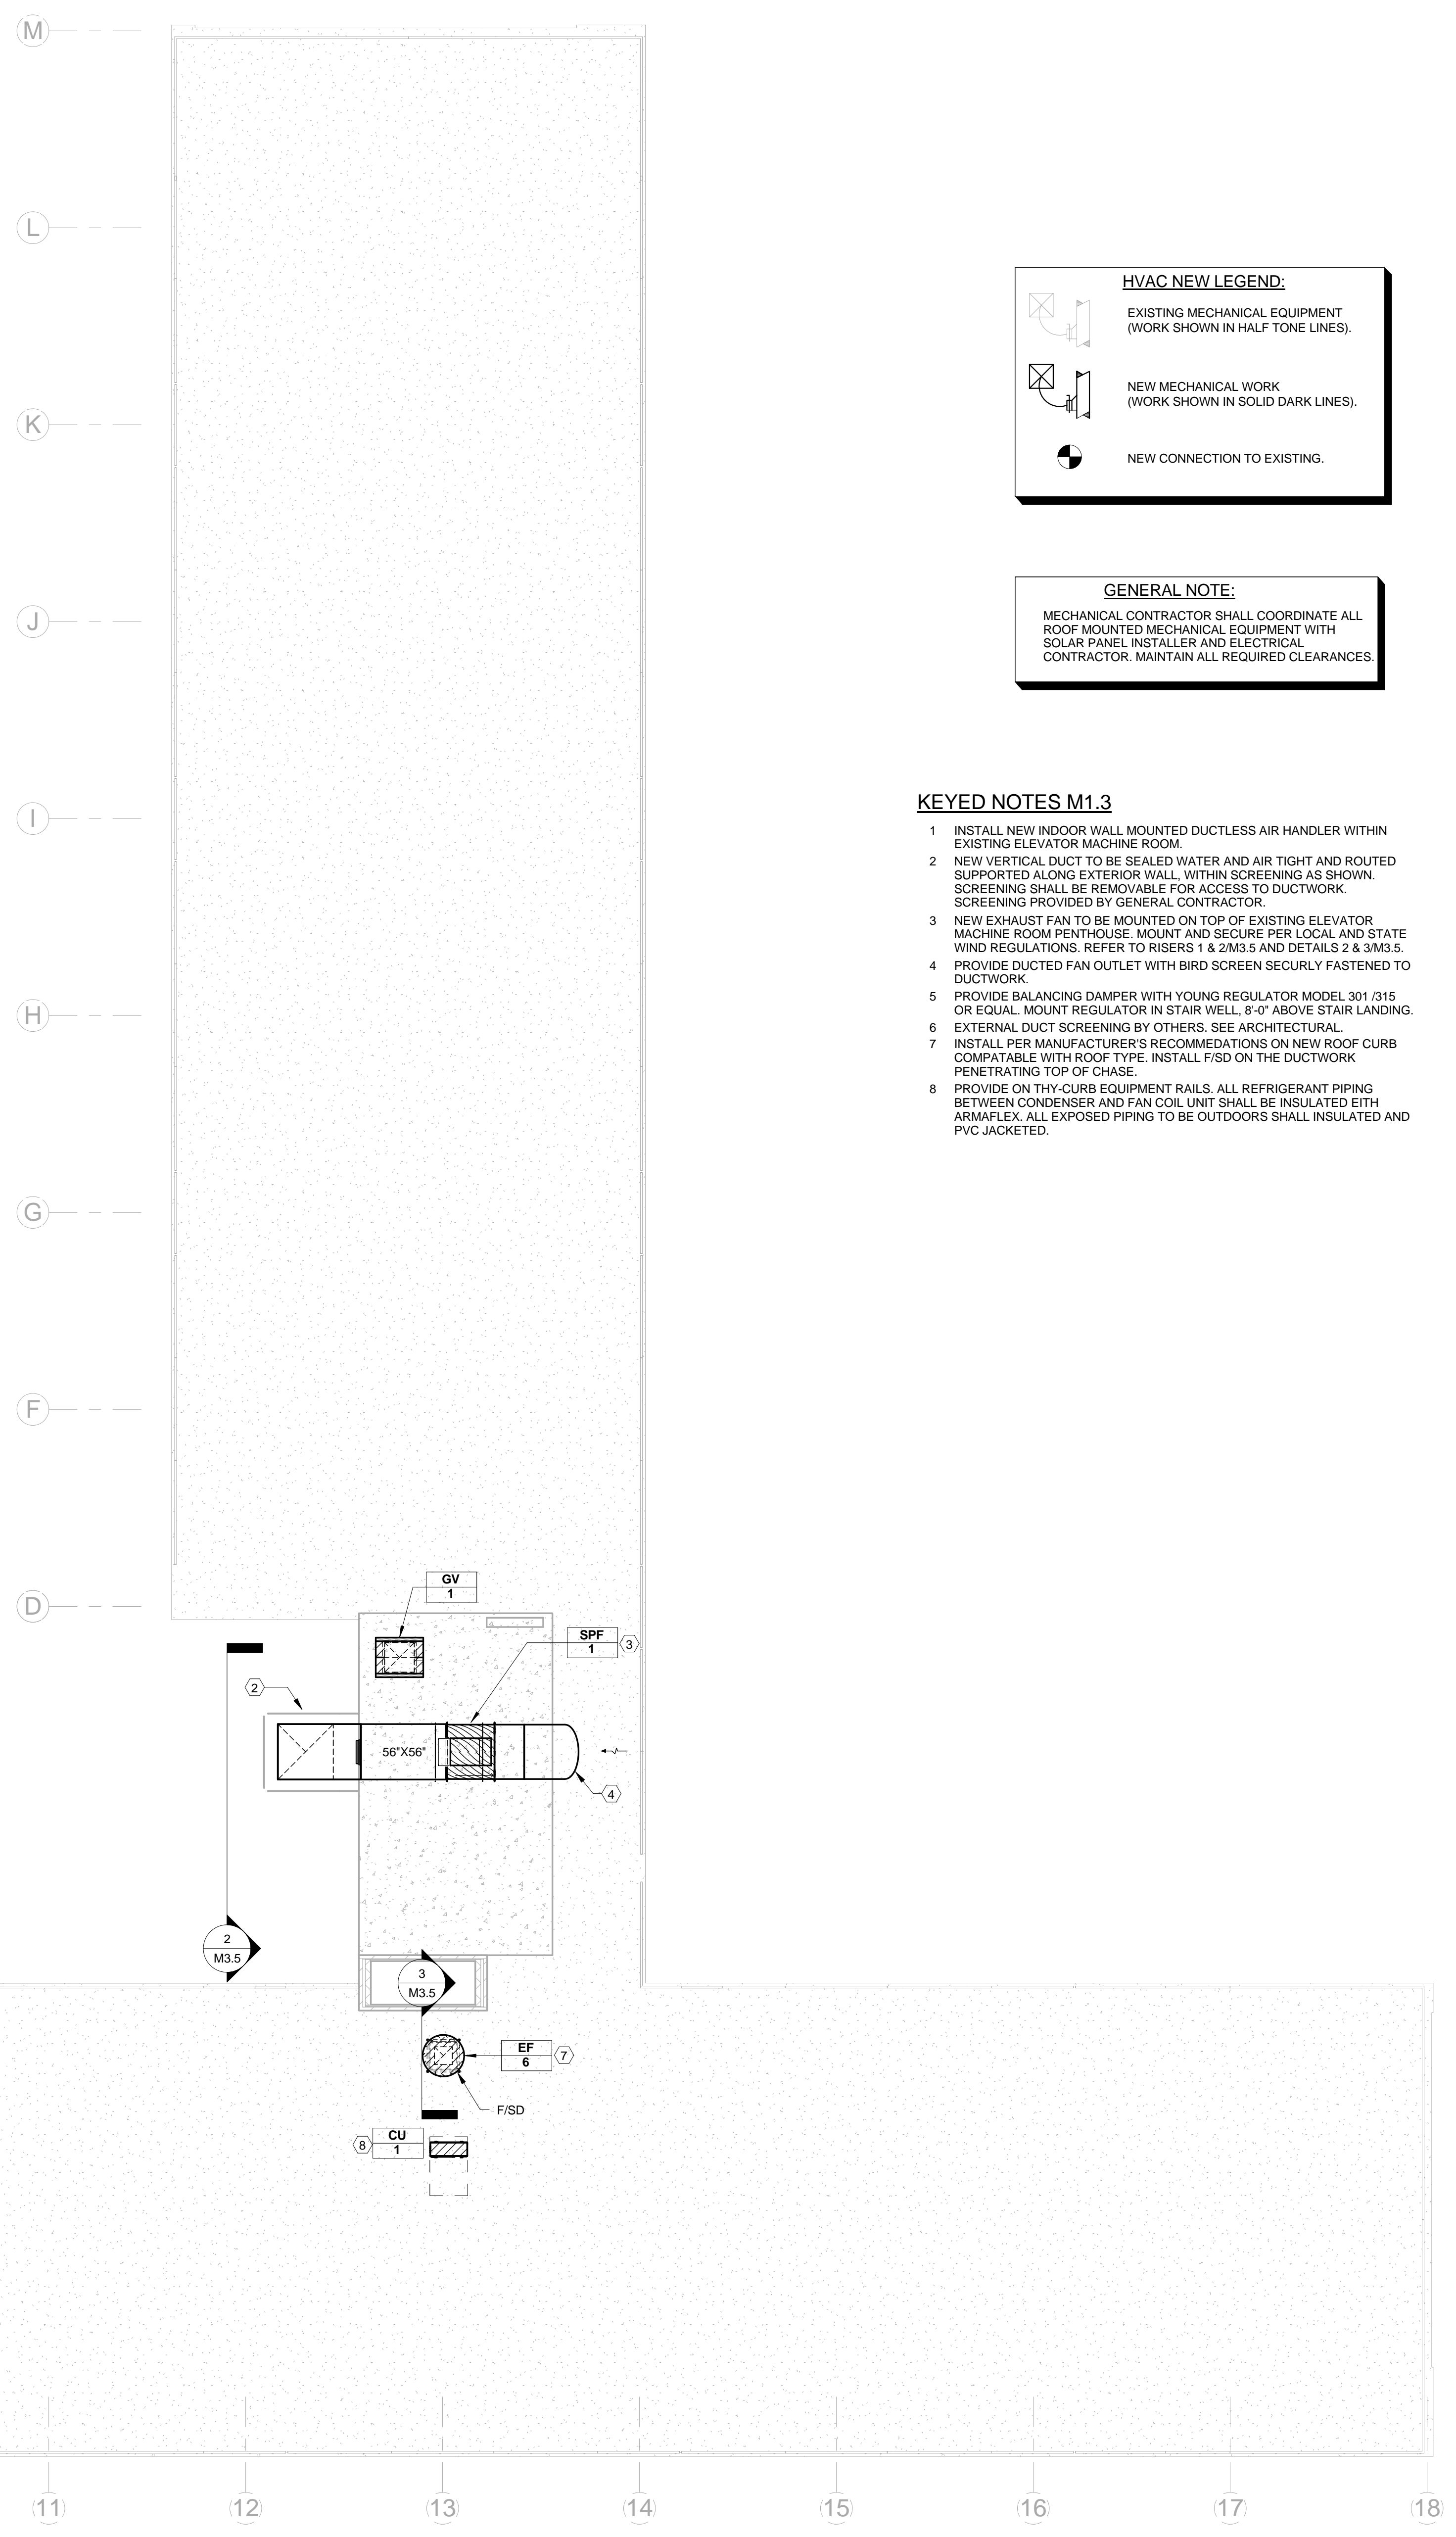 M
L
K
J
I
H
G
F
D
HVAC NEW LEGEND:
EXISTING MECHANICAL EQUIPMENT
(WORK SHOWN IN HALF TONE LINES).
NEW MECHANICAL WORK
(WORK SHOWN IN SOLID DARK LINES).
NEW CONNECTION TO EXISTING.
GENERAL NOTE:
MECHANICAL CONTRACTOR SHALL COORDINATE ALL
ROOF MOUNTED MECHANICAL EQUIPMENT WITH
SOLAR PANEL INSTALLER AND ELECTRICAL
CONTRACTOR. MAINTAIN ALL REQUIRED CLEARANCES.
KEYED NOTES M1.3
1 INSTALL NEW INDOOR WALL MOUNTED DUCTLESS AIR HANDLER WITHIN
EXISTING ELEVATOR MACHINE ROOM.
2 NEW VERTICAL DUCT TO BE SEALED WATER AND AIR TIGHT AND ROUTED
SUPPORTED ALONG EXTERIOR WALL, WITHIN SCREENING AS SHOWN.
SCREENING SHALL BE REMOVABLE FOR ACCESS TO DUCTWORK.
SCREENING PROVIDED BY GENERAL CONTRACTOR.
3 NEW EXHAUST FAN TO BE MOUNTED ON TOP OF EXISTING ELEVATOR
MACHINE ROOM PENTHOUSE. MOUNT AND SECURE PER LOCAL AND STATE
WIND REGULATIONS. REFER TO RISERS 1 & 2/M3.5 AND DETAILS 2 & 3/M3.5.
4 PROVIDE DUCTED FAN OUTLET WITH BIRD SCREEN SECURLY FASTENED TO
DUCTWORK.
5 PROVIDE BALANCING DAMPER WITH YOUNG REGULATOR MODEL 301 /315
OR EQUAL. MOUNT REGULATOR IN STAIR WELL, 8'-0" ABOVE STAIR LANDING.
6 EXTERNAL DUCT SCREENING BY OTHERS. SEE ARCHITECTURAL.
7 INSTALL PER MANUFACTURER'S RECOMMEDATIONS ON NEW ROOF CURB
COMPATABLE WITH ROOF TYPE. INSTALL F/SD ON THE DUCTWORK
PENETRATING TOP OF CHASE.
8 PROVIDE ON THY-CURB EQUIPMENT RAILS. ALL REFRIGERANT PIPING
BETWEEN CONDENSER AND FAN COIL UNIT SHALL BE INSULATED EITH
ARMAFLEX. ALL EXPOSED PIPING TO BE OUTDOORS SHALL INSULATED AND
PVC JACKETED.
GV
1
SPF
1
3
2
56"X56"
4
2
M3.5
3
M3.5
EF
6
7
F/SD
CU
1
8
11
12
13
14
15
16
17
18